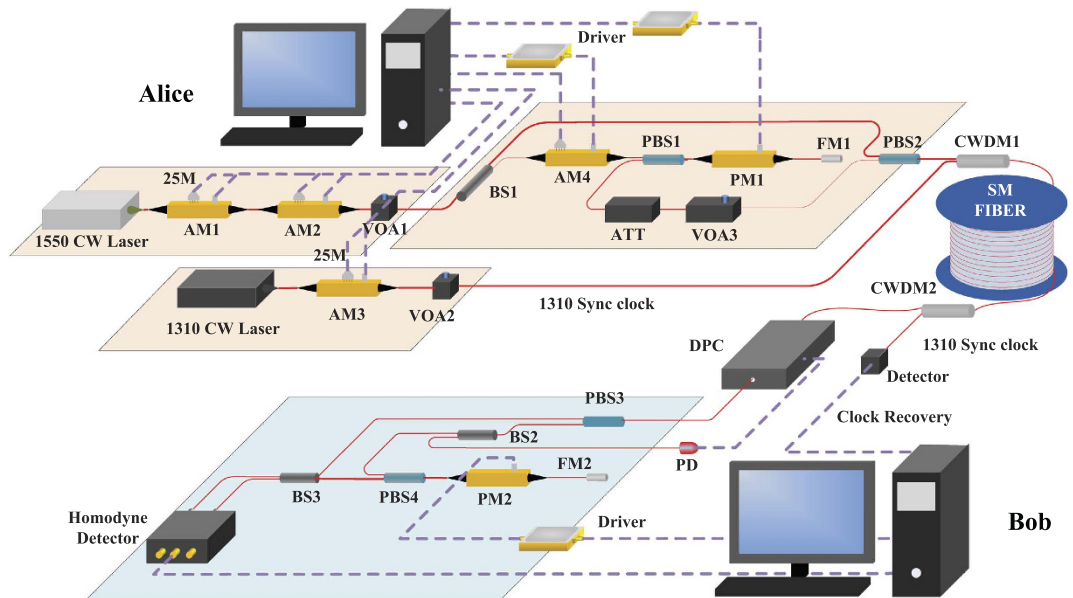 Driver
Alice
PBS1
FM1
PBS2
CWDM1
25M
BS1
AM4
PM1
SM
FIBER
1550 CW Laser
AM1
AM2
VOA1
ATT
VOA3
25M
CWDM2
1310 CW Laser
AM3
VOA2
1310 Sync clock
1310 Sync clock
DPC
Detector
PBS3
Clock Recovery
BS2
PD
FM2
BS3
PBS4
PM2
Homodyne
Detector
Driver
Bob